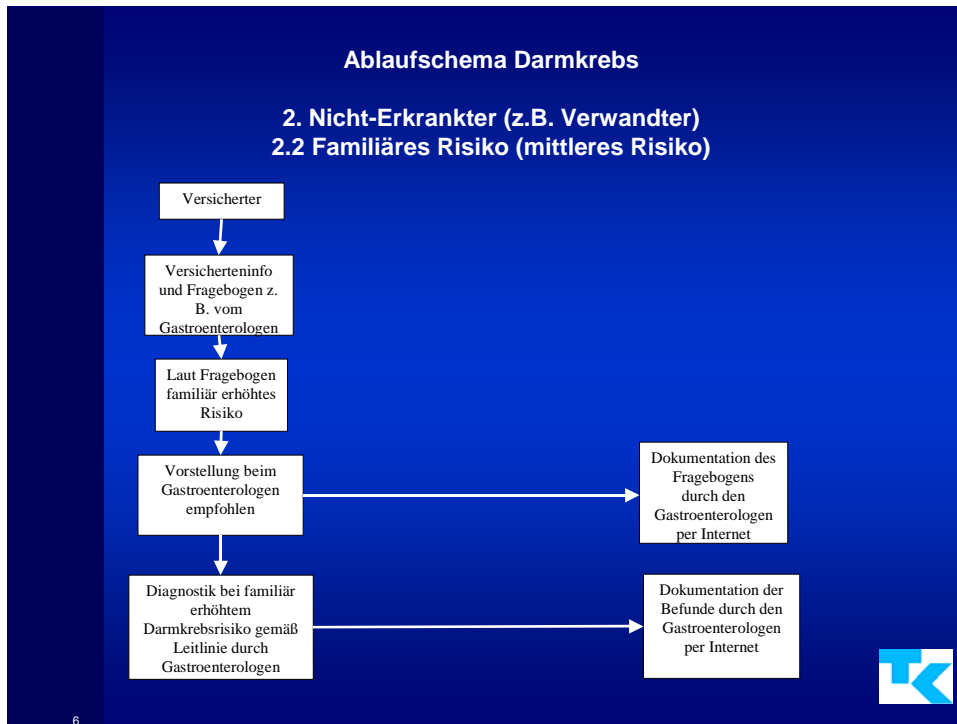 Ablaufschema Darmkrebs
2. Nicht-Erkrankter (z.B. Verwandter)
2.2 Familiäres Risiko (mittleres Risiko)
Versicherter
Versicherteninfo
und Fragebogen z.
B. vom
Gastroenterologen
Laut Fragebogen
familiär erhöhtes
Risiko
Vorstellung beim
Gastroenterologen
empfohlen
Dokumentation des
Fragebogens
durch den
Gastroenterologen
per Internet
Diagnostik bei familiär
erhöhtem
Darmkrebsrisiko gemäß
Leitlinie durch
Gastroenterologen
Dokumentation der
Befunde durch den
Gastroenterologen
per Internet
TK
6